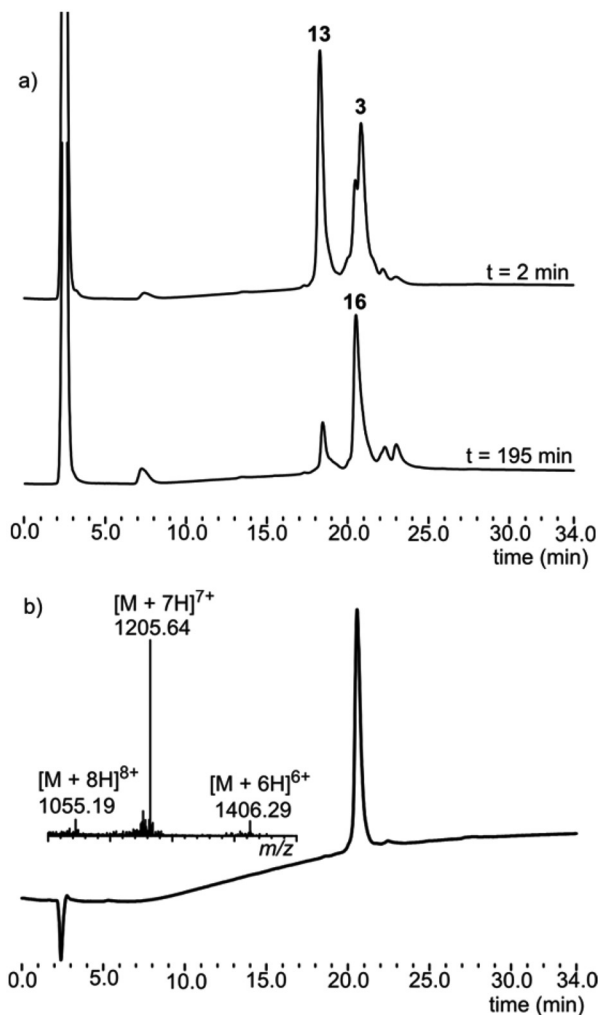 a)
13
3
t = 2 min
16
t = 195 min
0.0 5.0 10.0 15.0 20.0 25.0 30.0 34.0
time (min)
b)
[M + 7H]7+
1205.64
[M + 8H]8+
1055.19
[M + 6H]6+
1406.29
m/z
0.0 5.0 10.0 15.0 20.0 25.0 30.0 34.0
time (min)